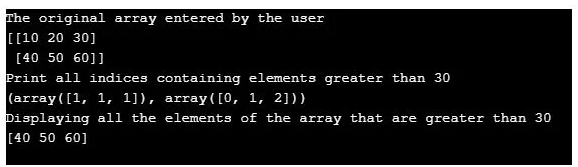 The original array entered by the user
[[10 20 30]
 [40 50 60]]
Print all indices containing elements greater than 30
(array([1, 1, 1]), array([0, 1, 2]))
Displaying all the elements of the array that are greater than 30
[40 50 60]